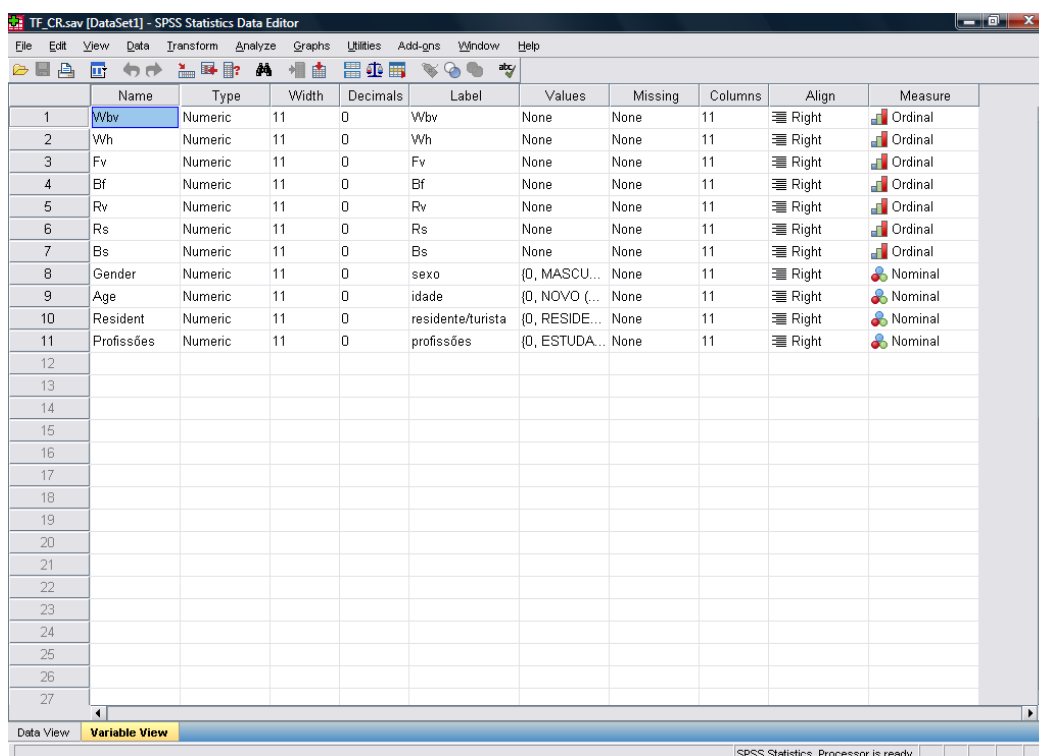 TF_CR.sav [DataSet1] - SPSS Statistics Data Editor
File Edit View Data Transform Analyze Graphs Utilities Add-ons Window Help
Name Type Width Decimals Label Values Missing Columns Align Measure
1 Wbv Numeric 11 0 Wbv None None 11 Right Ordinal
2 Wh Numeric 11 0 Wh None None 11 Right Ordinal
3 Fv Numeric 11 0 Fv None None 11 Right Ordinal
4 Bf Numeric 11 0 Bf None None 11 Right Ordinal
5 Rv Numeric 11 0 Rv None None 11 Right Ordinal
6 Rs Numeric 11 0 Rs None None 11 Right Ordinal
7 Bs Numeric 11 0 Bs None None 11 Right Ordinal
8 Gender Numeric 11 0 sexo {0, MASCU... None 11 Right Nominal
9 Age Numeric 11 0 idade {0, NOVO (... None 11 Right Nominal
10 Resident Numeric 11 0 residente/turista {0, RESIDE... None 11 Right Nominal
11 Profissões Numeric 11 0 profissões {0, ESTUDA... None 11 Right Nominal
12
13
14
15
16
17
18
19
20
21
22
23
24
25
26
27
Data View Variable View
SPSS Statistics Processor is ready